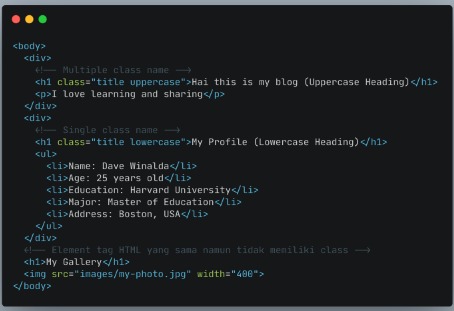 <body>
<div>
<!-- Multiple class name -->
<h1 class="title uppercase">Hai this is my blog (Uppercase Heading)</h1>
<p>I love learning and sharing</p>
</div>
<div>
<!-- Single class name -->
<h1 class="title lowercase">My Profile (Lowercase Heading)</h1>
<ul>
<li>Name: Dave Winalda</li>
<li>Age: 25 years old</li>
<li>Education: Harvard University</li>
<li>Major: Master of Education</li>
<li>Address: Boston, USA</li>
</ul>
</div>
<!-- Element tag HTML yang sama namun tidak memiliki class -->
<h1>My Gallery</h1>
<img src="images/my-photo.jpg" width="400">
</body>